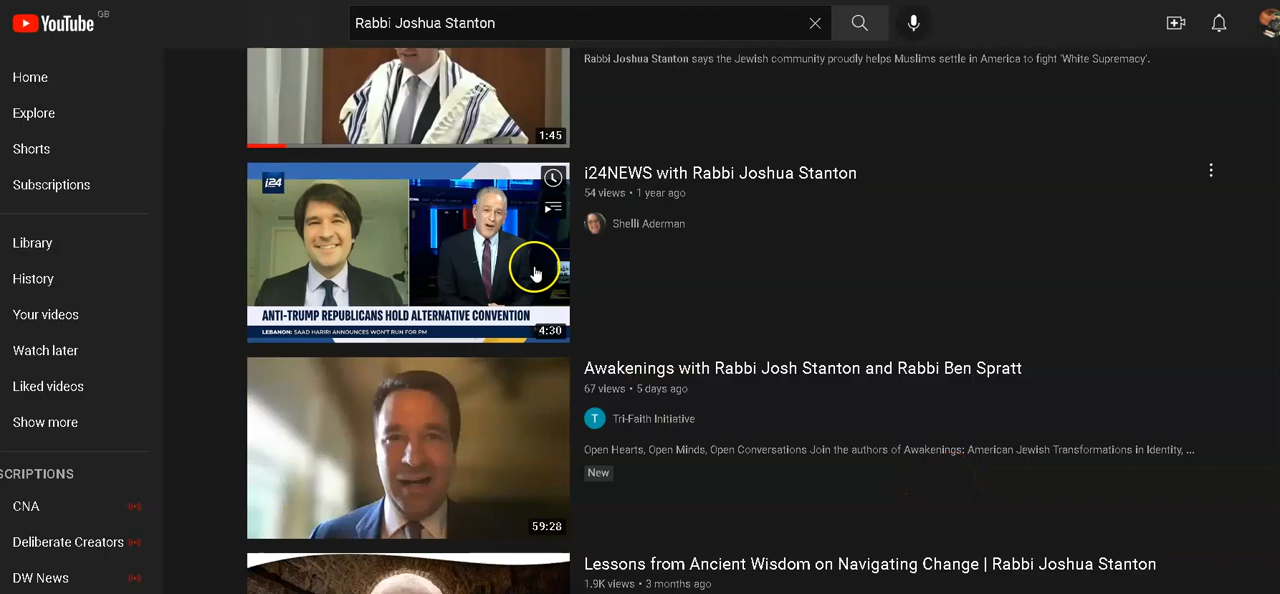 YouTube GB
Rabbi Joshua Stanton
Home
Explore
Shorts
Subscriptions
Library
History
Your videos
Watch later
Liked videos
Show more
SCRIPTIONS
CNA
Deliberate Creators
DW News
1:45
Rabbi Joshua Stanton says the Jewish community proudly helps Muslims settle in America to fight 'White Supremacy'.
i24
ANTI-TRUMP REPUBLICANS HOLD ALTERNATIVE CONVENTION
LEBANON: SAAD HARIRI ANNOUNCES WON'T RUN FOR PM
4:30
i24NEWS with Rabbi Joshua Stanton
54 views • 1 year ago
Shelli Aderman
59:28
Awakenings with Rabbi Josh Stanton and Rabbi Ben Spratt
67 views • 5 days ago
T Tri-Faith Initiative
Open Hearts, Open Minds, Open Conversations Join the authors of Awakenings: American Jewish Transformations in Identity, ...
New
Lessons from Ancient Wisdom on Navigating Change | Rabbi Joshua Stanton
1.9K views • 3 months ago